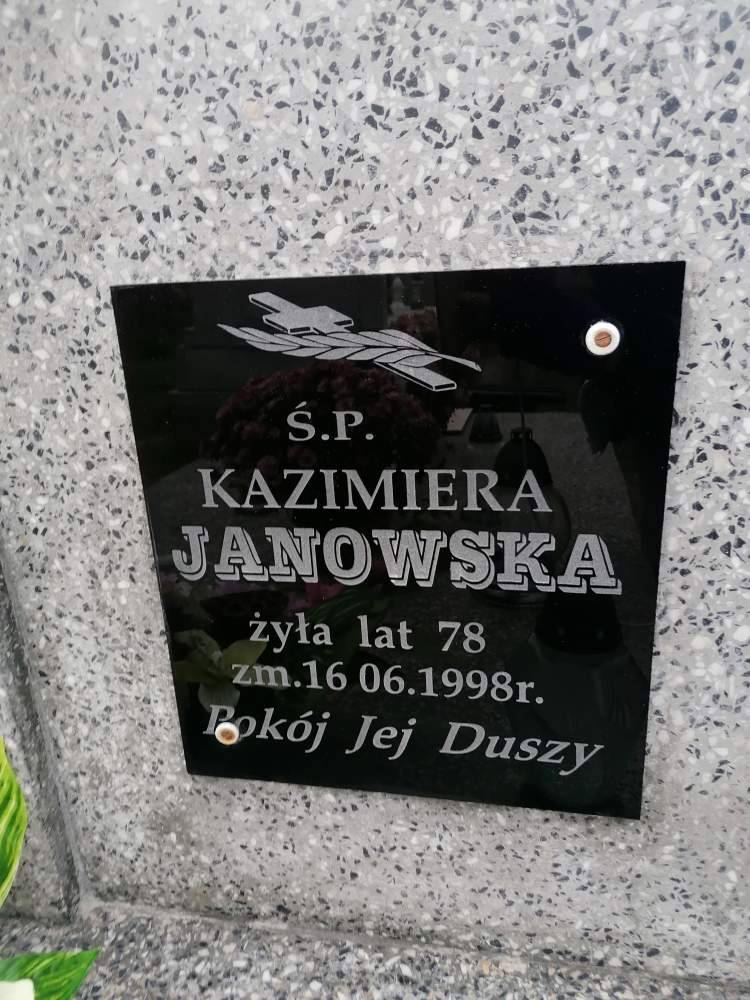 Ś.P.
KAZIMIERA
JANOWSKA
żyła lat 78
zm.16 06.1998r.
Pokój Jej Duszy